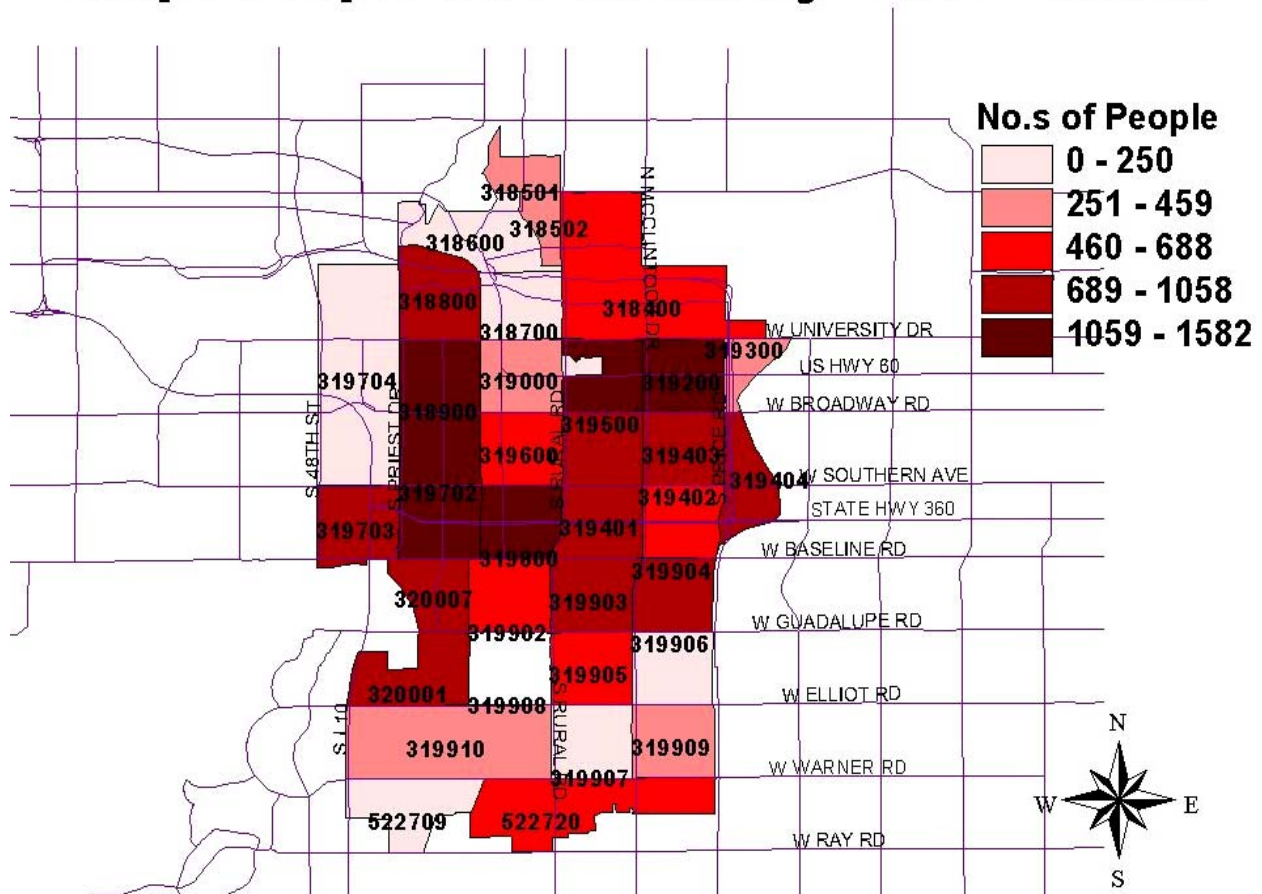 No.s of People
0 - 250
251 - 459
460 - 688
689 - 1058
1059 - 1582
318501
318502
318600
N MCCLINTOCK DR
318800
318400
318700
W UNIVERSITY DR
319300
US HWY 60
319704
319000
319200
W BROADWAY RD
318900
319500
S 48TH ST
S PRIEST DR
S RURAL RD
S PRICE RD
319600
319403
W SOUTHERN AVE
319404
319702
319402
STATE HWY 360
319703
319401
W BASELINE RD
319800
319904
320007
319903
W GUADALUPE RD
319902
319906
319905
W ELLIOT RD
320001
319908
S I 10
S RURAL RD
319910
319909
W WARNER RD
319907
522709
522720
W RAY RD
N
W
E
S